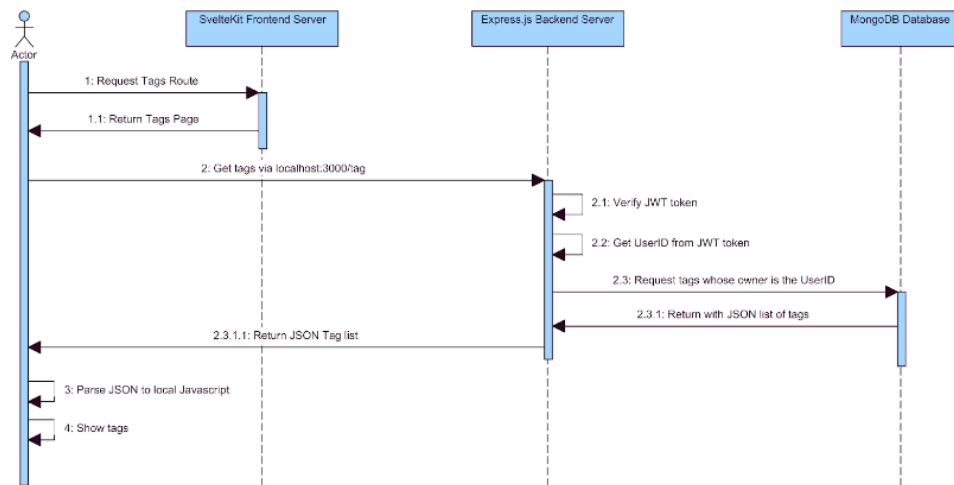 SvelteKit Frontend Server
Express.js Backend Server
MongoDB Database
Actor
1: Request Tags Route
1.1: Return Tags Page
2: Get tags via localhost:3000/tag
2.1: Verify JWT token
2.2: Get UserID from JWT token
2.3: Request tags whose owner is the UserID
2.3.1: Return with JSON list of tags
2.3.1.1: Return JSON Tag list
3: Parse JSON to local Javascript
4: Show tags